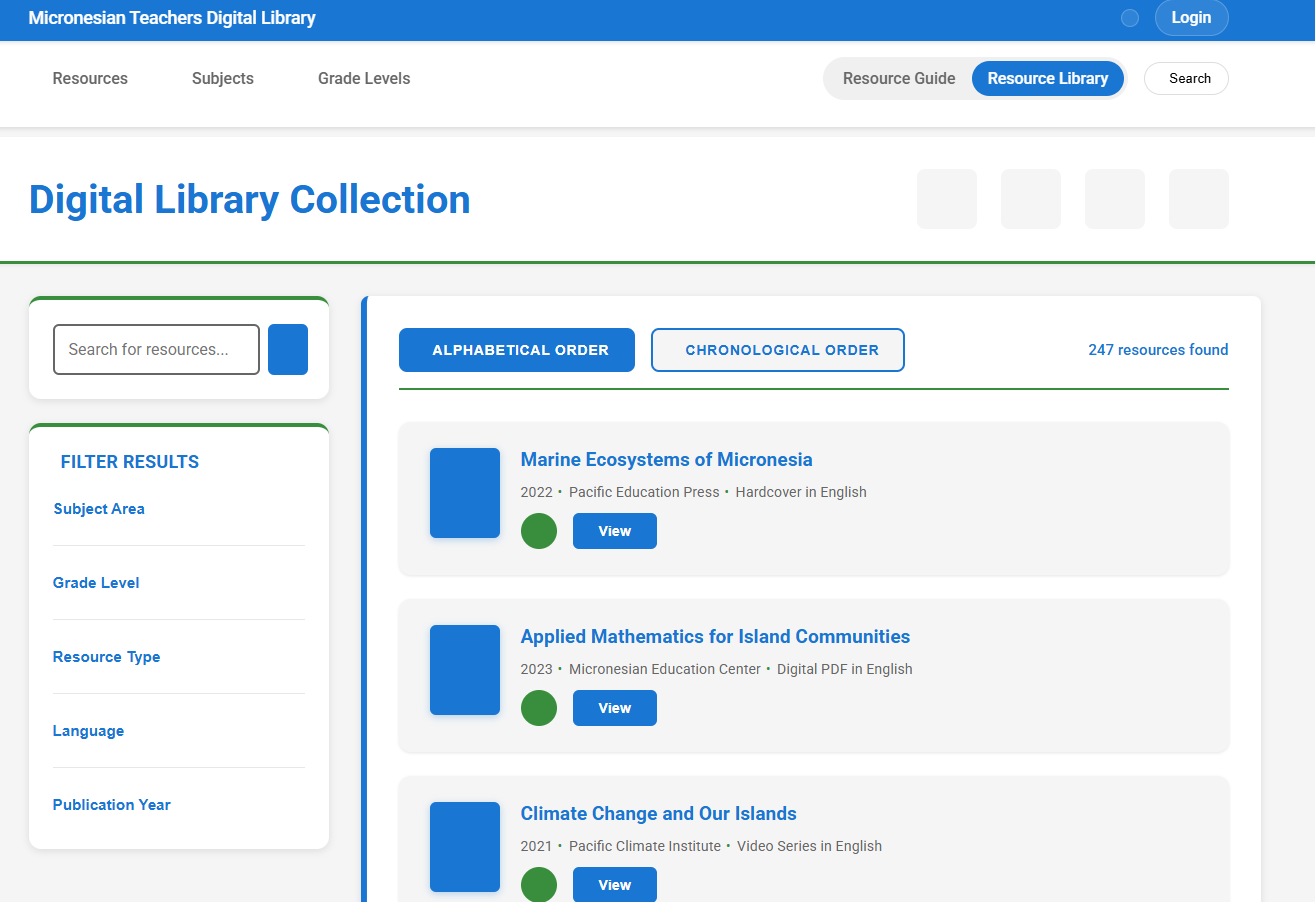 Micronesian Teachers Digital Library
Login
Resources
Subjects
Grade Levels
Resource Guide
Resource Library
Search
Digital Library Collection
Search for resources...
FILTER RESULTS
Subject Area
Grade Level
Resource Type
Language
Publication Year
ALPHABETICAL ORDER
CHRONOLOGICAL ORDER
247 resources found
Marine Ecosystems of Micronesia
2022 • Pacific Education Press • Hardcover in English
View
Applied Mathematics for Island Communities
2023 • Micronesian Education Center • Digital PDF in English
View
Climate Change and Our Islands
2021 • Pacific Climate Institute • Video Series in English
View